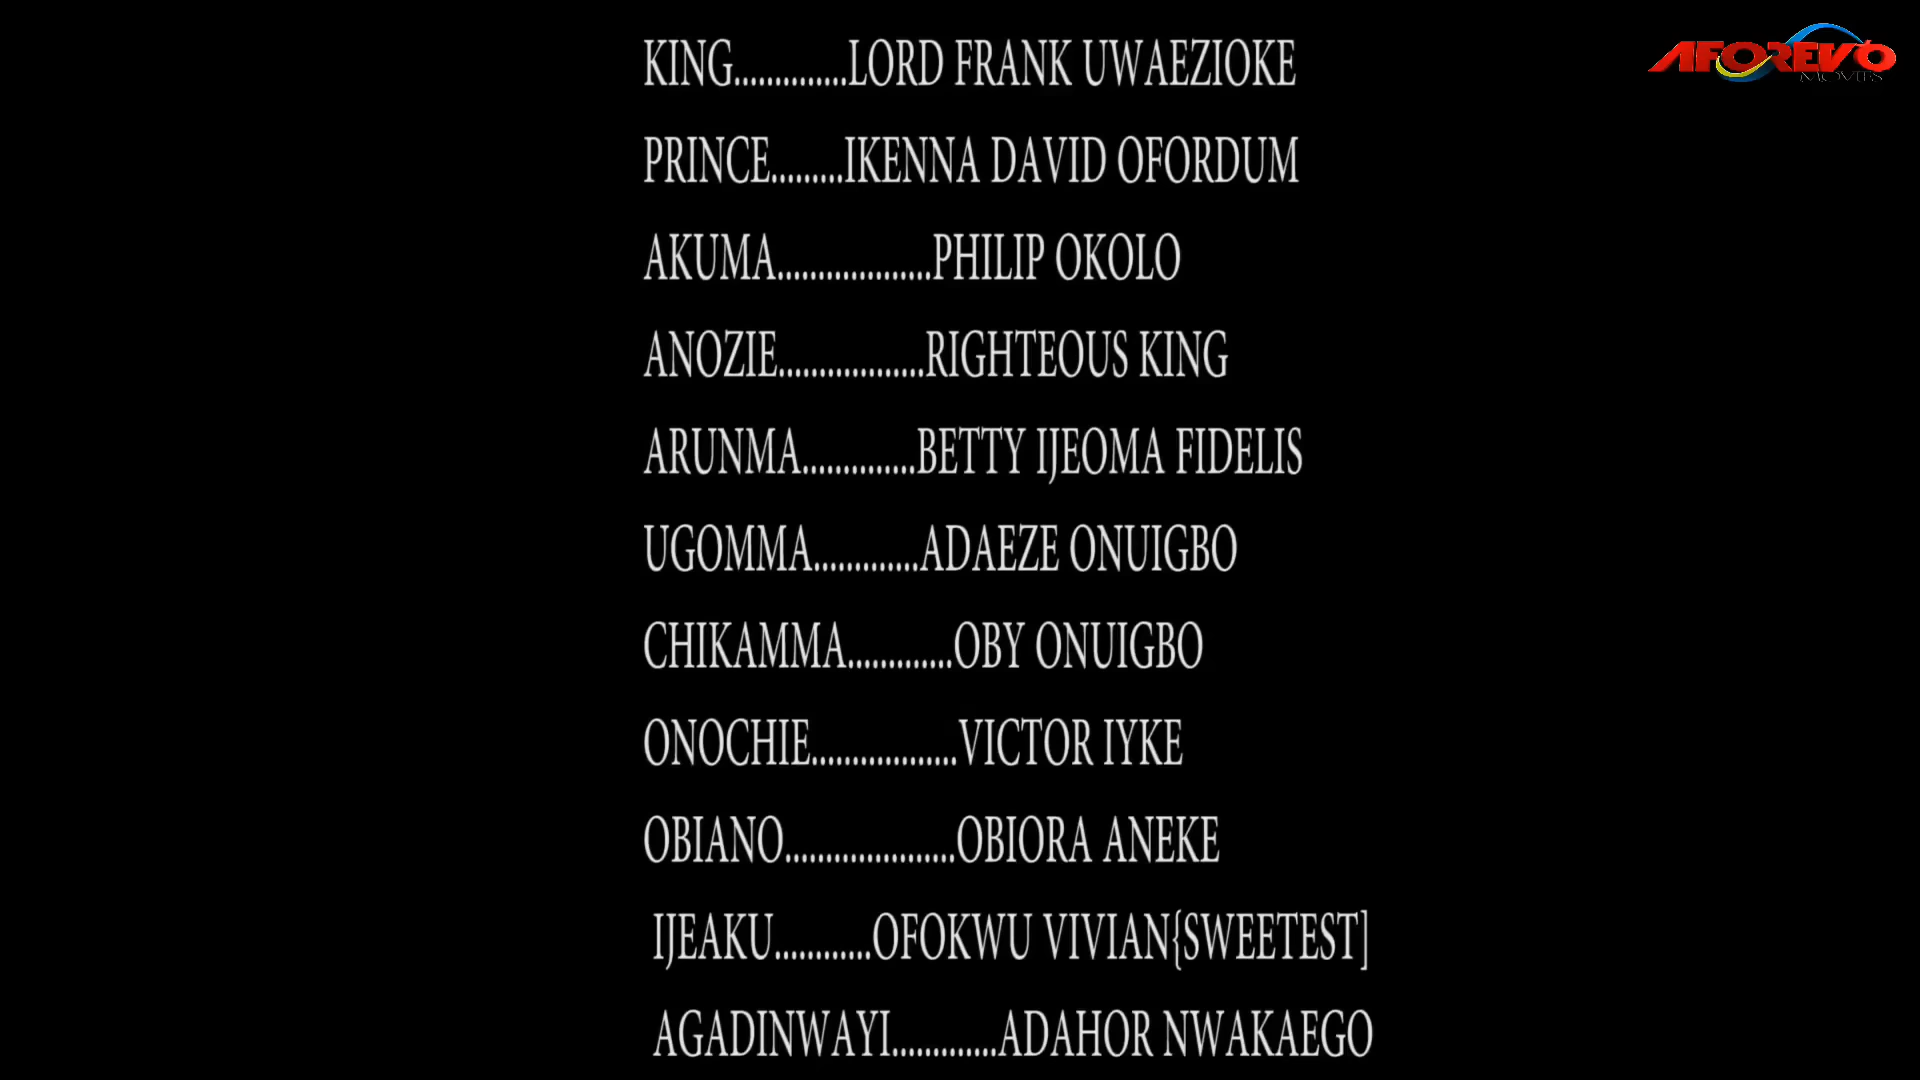 KING..............LORD FRANK UWAEZIOKE
AFOREVO
MOVIES
PRINCE.........IKENNA DAVID OFORDUM
AKUMA...................PHILIP OKOLO
ANOZIE..................RIGHTEOUS KING
ARUNMA..............BETTY IJEOMA FIDELIS
UGOMMA.............ADAEZE ONUIGBO
CHIKAMMA.............OBY ONUIGBO
ONOCHIE..................VICTOR IYKE
OBIANO.....................OBIORA ANEKE
IJEAKU............OFOKWU VIVIAN{SWEETEST]
AGADINWAYI.............ADAHOR NWAKAEGO